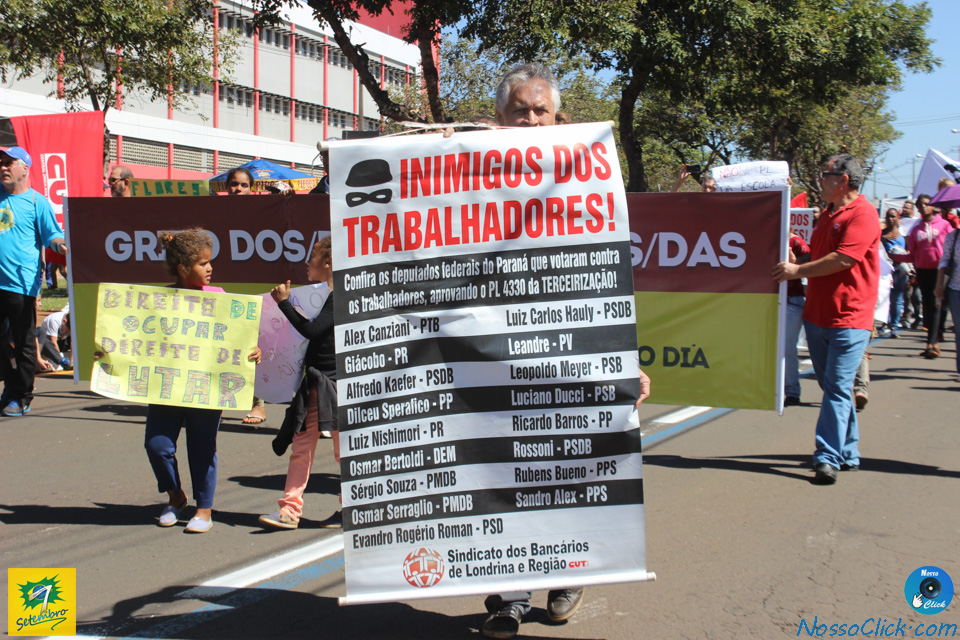 CUT
FLORES
GRITO DOS/
S/DAS
O DIA
DIREITO DE
OCUPAR
DIREITO DE
LUTAR
INIMIGOS DOS
TRABALHADORES!
Confira os deputados federais do Paraná que votaram contra
os trabalhadores, aprovando o PL 4330 da TERCEIRIZAÇÃO!
Alex Canziani - PTB
Giácobo - PR
Alfredo Kaefer - PSDB
Dilceu Sperafico - PP
Luiz Nishimori - PR
Osmar Bertoldi - DEM
Sérgio Souza - PMDB
Osmar Serraglio - PMDB
Evandro Rogério Roman - PSD
Luiz Carlos Hauly - PSDB
Leandre - PV
Leopoldo Meyer - PSB
Luciano Ducci - PSB
Ricardo Barros - PP
Rossoni - PSDB
Rubens Bueno - PPS
Sandro Alex - PPS
Sindicato dos Bancários
de Londrina e Região CUT
7
Setembro
Nosso
Click
NossoClick.com